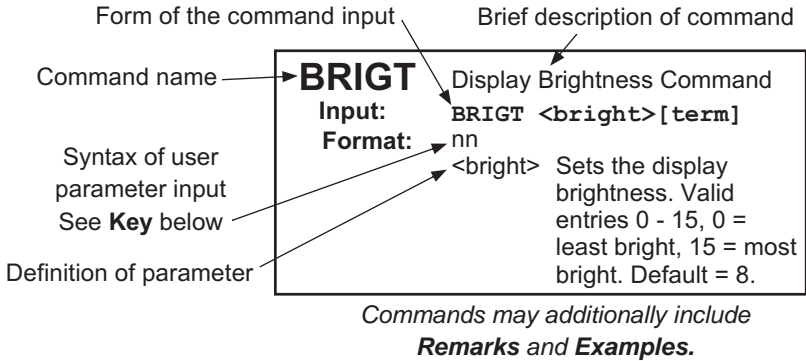 Form of the command input
Brief description of command
Command name
BRIGT Display Brightness Command
Input: BRIGT <bright>[term]
Format: nn
Syntax of user
parameter input
See Key below
<bright> Sets the display
brightness. Valid
entries 0 - 15, 0 =
least bright, 15 = most
bright. Default = 8.
Definition of parameter
Commands may additionally include
Remarks and Examples.